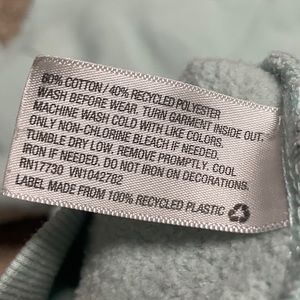 60% COTTON / 40% RECYCLED POLYESTER
WASH BEFORE WEAR. TURN GARMENT INSIDE OUT.
MACHINE WASH COLD WITH LIKE COLORS.
ONLY NON-CHLORINE BLEACH IF NEEDED.
TUMBLE DRY LOW. REMOVE PROMPTLY. COOL
IRON IF NEEDED. DO NOT IRON ON DECORATIONS.
RN17730 VN1042782
LABEL MADE FROM 100% RECYCLED PLASTIC